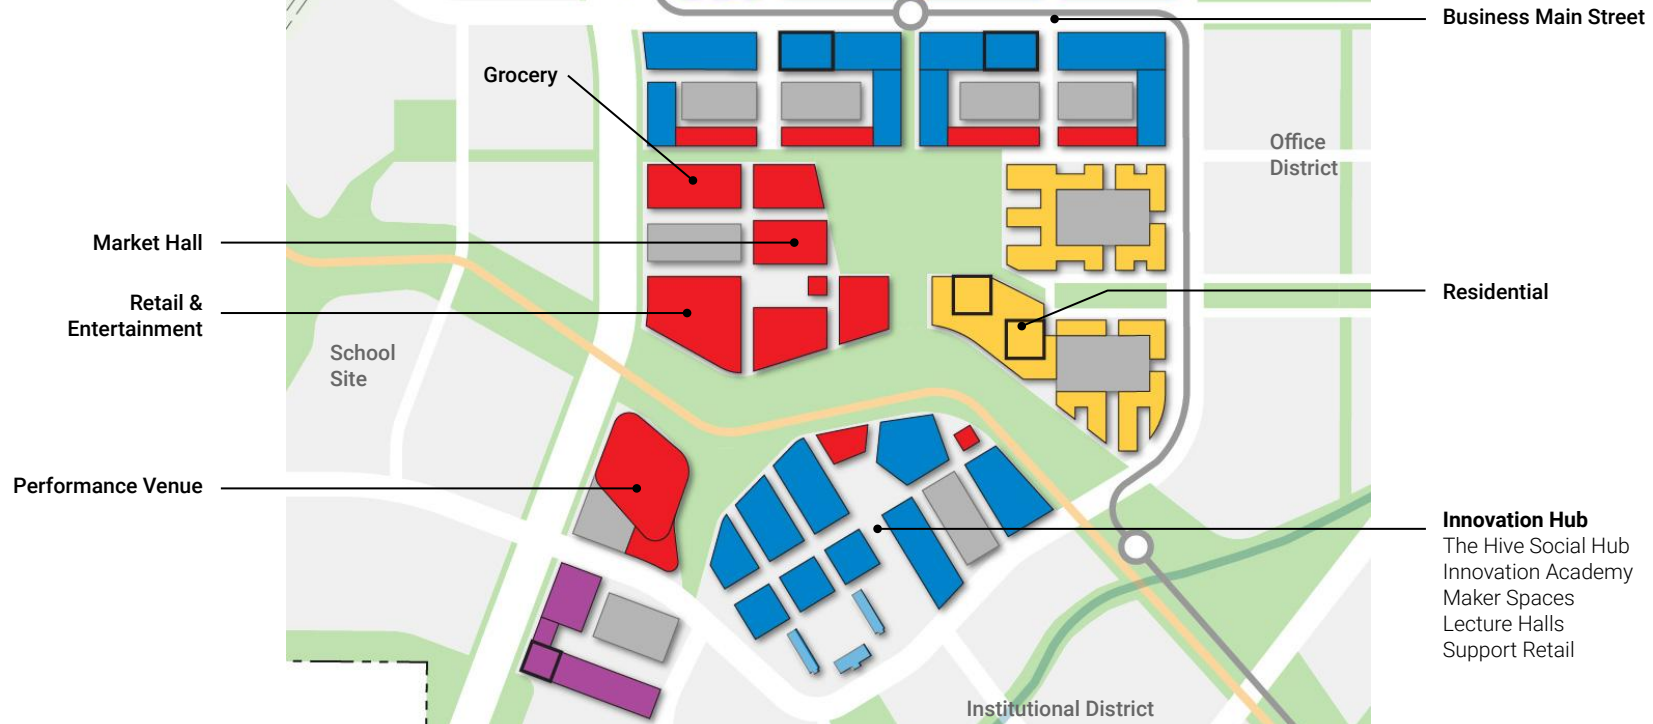 Business Main Street
Grocery
Office
District
Market Hall
Residential
Retail &
Entertainment
School
Site
Performance Venue
Innovation Hub
The Hive Social Hub
Innovation Academy
Maker Spaces
Lecture Halls
Support Retail
Institutional District